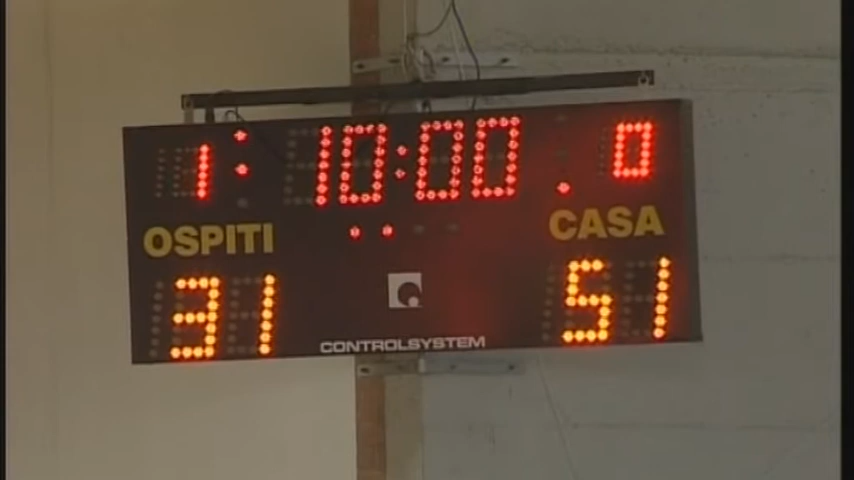 1 10:00 0
OSPITI CASA
31 51
CONTROLSYSTEM